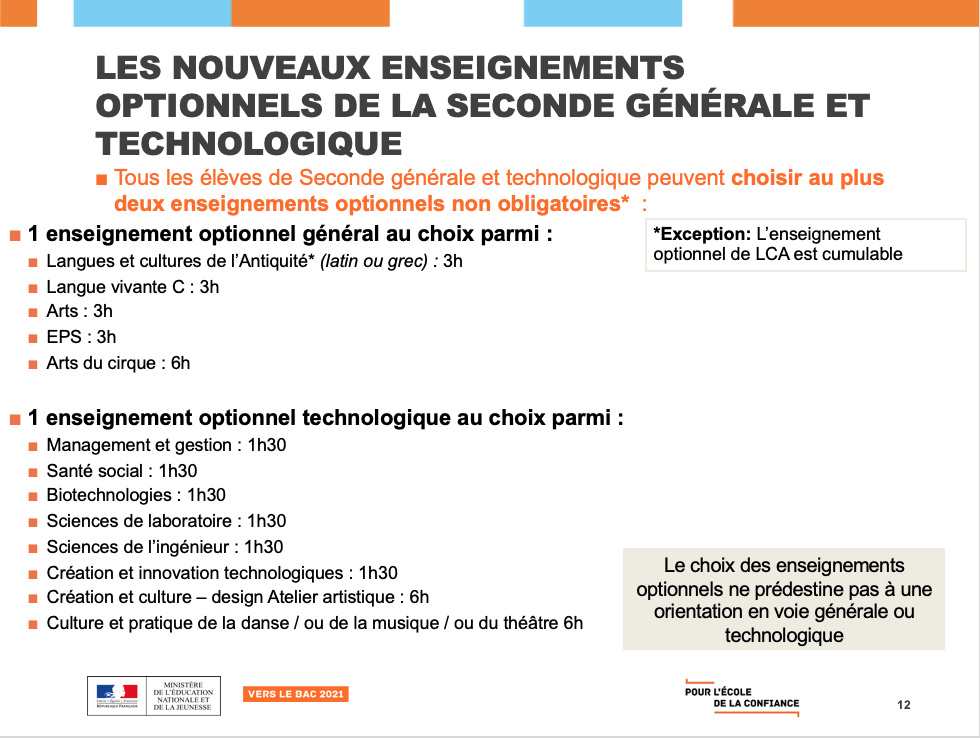 LES NOUVEAUX ENSEIGNEMENTS
OPTIONNELS DE LA SECONDE GÉNÉRALE ET
TECHNOLOGIQUE
■ Tous les élèves de Seconde générale et technologique peuvent choisir au plus
deux enseignements optionnels non obligatoires* :
■ 1 enseignement optionnel général au choix parmi :
*Exception: L’enseignement
optionnel de LCA est cumulable
■ Langues et cultures de l’Antiquité* (latin ou grec) : 3h
■ Langue vivante C : 3h
■ Arts : 3h
■ EPS : 3h
■ Arts du cirque : 6h
■ 1 enseignement optionnel technologique au choix parmi :
■ Management et gestion : 1h30
■ Santé social : 1h30
■ Biotechnologies : 1h30
■ Sciences de laboratoire : 1h30
■ Sciences de l’ingénieur : 1h30
■ Création et innovation technologiques : 1h30
■ Création et culture – design Atelier artistique : 6h
■ Culture et pratique de la danse / ou de la musique / ou du théâtre 6h
Le choix des enseignements
optionnels ne prédestine pas à une
orientation en voie générale ou
technologique
MINISTÈRE
DE L’ÉDUCATION
NATIONALE ET
DE LA JEUNESSE
RÉPUBLIQUE FRANÇAISE
VERS LE BAC 2021
POUR L’ÉCOLE
DE LA CONFIANCE
12